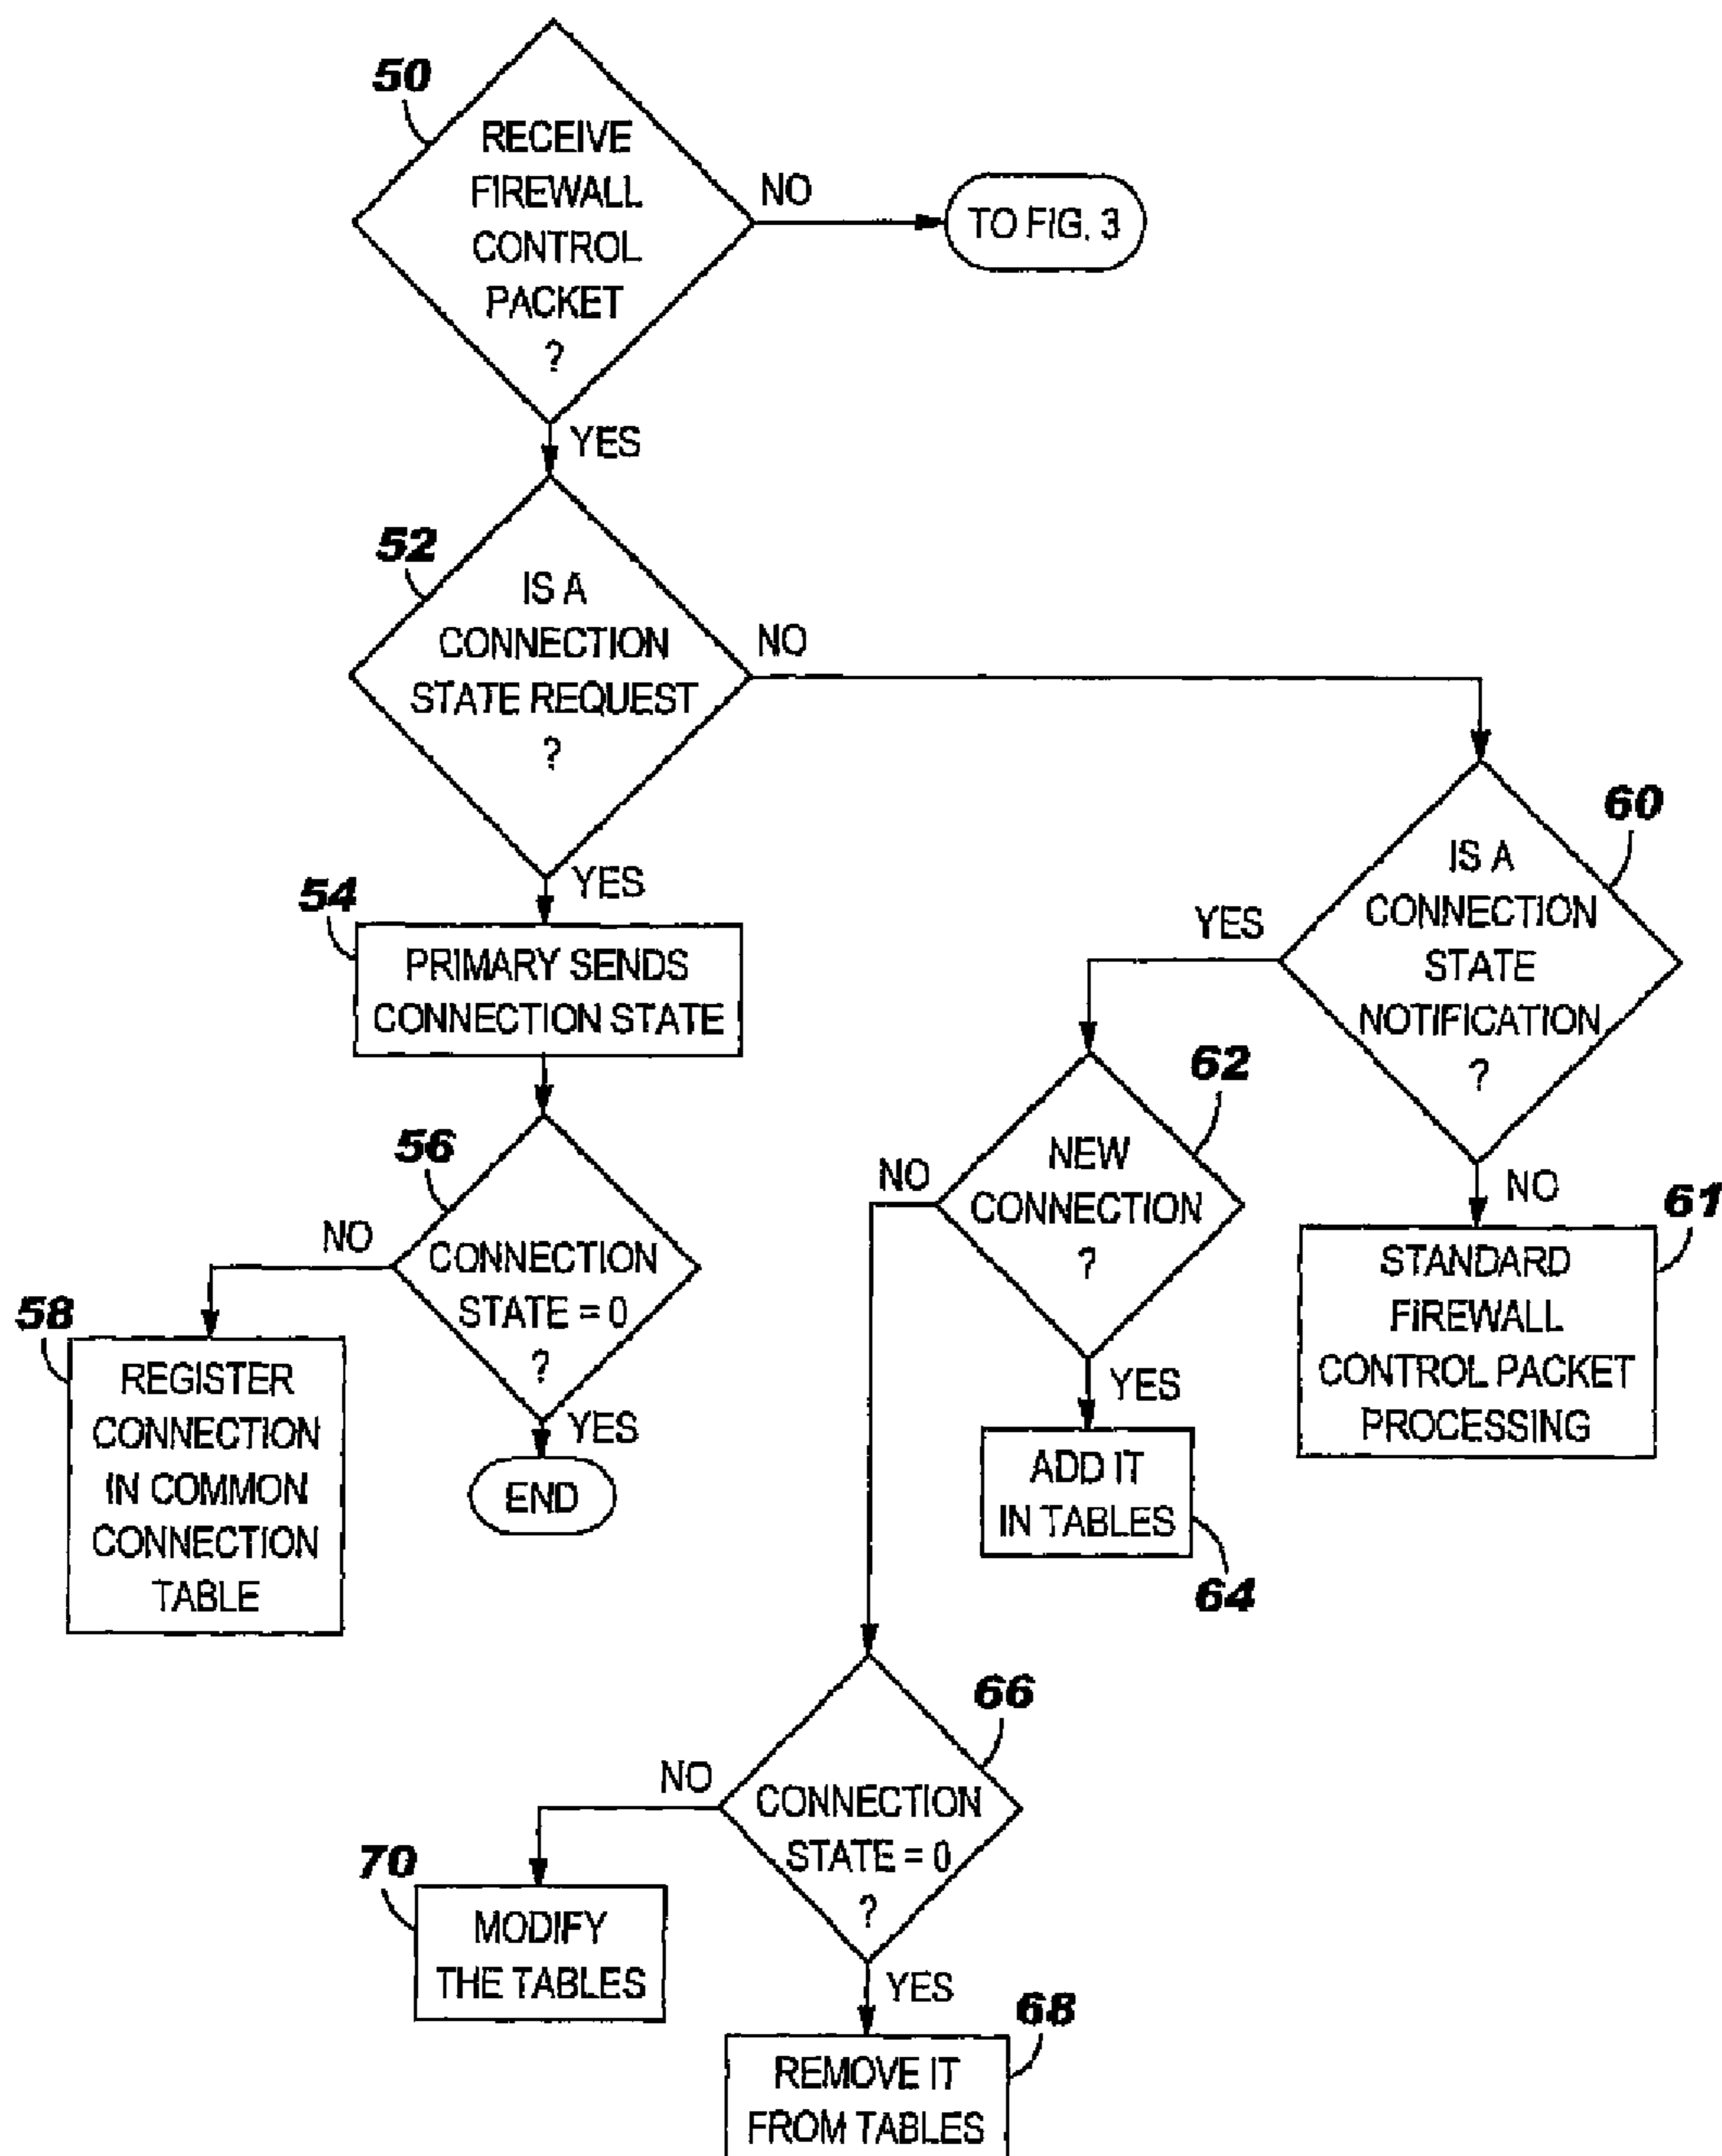 50
RECEIVE
FIREWALL
CONTROL
PACKET
?
NO
TO FIG. 3
YES
52
IS A
CONNECTION
STATE REQUEST
?
NO
YES
60
IS A
CONNECTION
STATE
NOTIFICATION
?
YES
NO
54
PRIMARY SENDS
CONNECTION STATE
56
CONNECTION
STATE = 0
?
NO
YES
58
REGISTER
CONNECTION
IN COMMON
CONNECTION
TABLE
END
62
NEW
CONNECTION
?
NO
YES
61
STANDARD
FIREWALL
CONTROL PACKET
PROCESSING
ADD IT
IN TABLES
64
66
CONNECTION
STATE = 0
?
NO
YES
70
MODIFY
THE TABLES
68
REMOVE IT
FROM TABLES